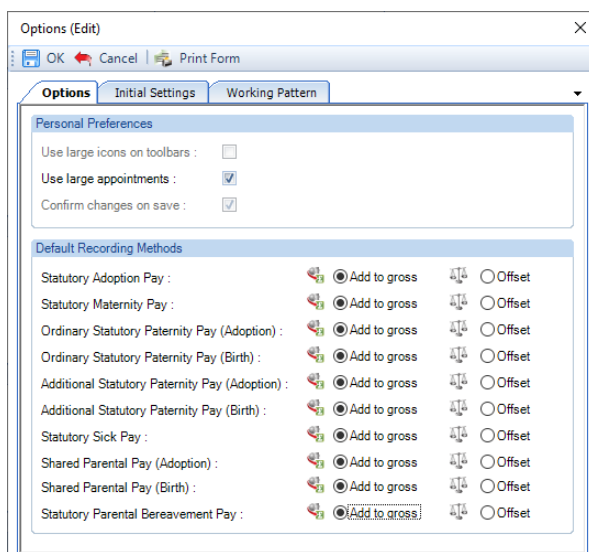 Options (Edit)
OK Cancel Print Form
Options Initial Settings Working Pattern
Personal Preferences
Use large icons on toolbars :
Use large appointments :
Confirm changes on save :
Default Recording Methods
Statutory Adoption Pay : Add to gross Offset
Statutory Maternity Pay : Add to gross Offset
Ordinary Statutory Paternity Pay (Adoption) : Add to gross Offset
Ordinary Statutory Paternity Pay (Birth) : Add to gross Offset
Additional Statutory Paternity Pay (Adoption) : Add to gross Offset
Additional Statutory Paternity Pay (Birth) : Add to gross Offset
Statutory Sick Pay : Add to gross Offset
Shared Parental Pay (Adoption) : Add to gross Offset
Shared Parental Pay (Birth) : Add to gross Offset
Statutory Parental Bereavement Pay : Add to gross Offset